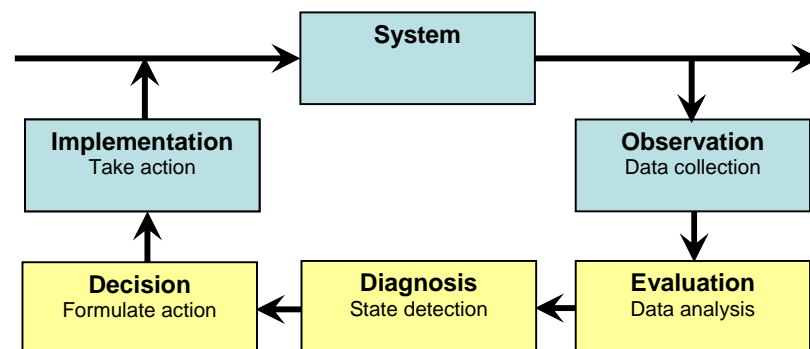 System
Implementation
Take action
Observation
Data collection
Decision
Formulate action
Diagnosis
State detection
Evaluation
Data analysis